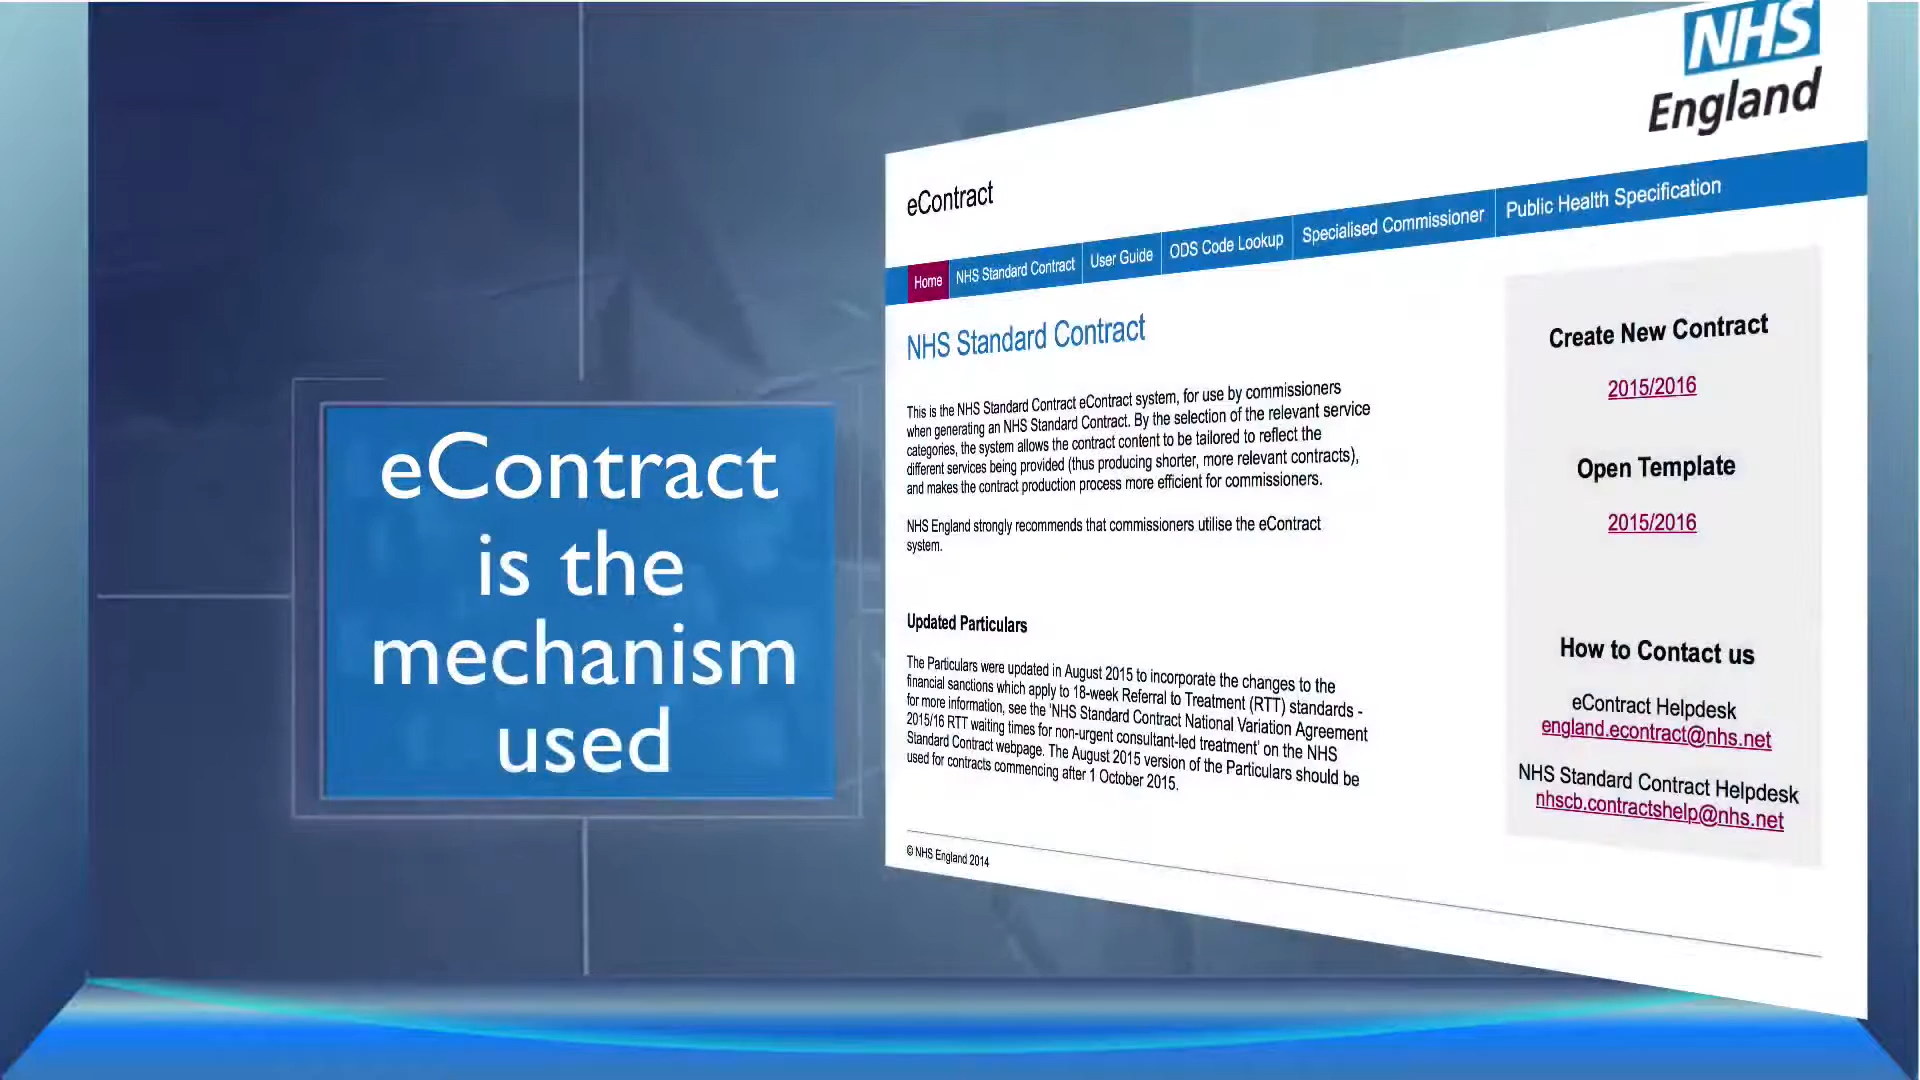 eContract
is the
mechanism
used
NHS
England
eContract
Home
NHS Standard Contract
User Guide
ODS Code Lookup
Specialised Commissioner
Public Health Specification
NHS Standard Contract
This is the NHS Standard Contract eContract system, for use by commissioners
when generating an NHS Standard Contract. By the selection of the relevant service
categories, the system allows the contract content to be tailored to reflect the
different services being provided (thus producing shorter, more relevant contracts),
and makes the contract production process more efficient for commissioners.
NHS England strongly recommends that commissioners utilise the eContract
system.
Updated Particulars
The Particulars were updated in August 2015 to incorporate the changes to the
financial sanctions which apply to 18-week Referral to Treatment (RTT) standards -
for more information, see the 'NHS Standard Contract National Variation Agreement
2015/16 RTT waiting times for non-urgent consultant-led treatment' on the NHS
Standard Contract webpage. The August 2015 version of the Particulars should be
used for contracts commencing after 1 October 2015.
© NHS England 2014
Create New Contract
2015/2016
Open Template
2015/2016
How to Contact us
eContract Helpdesk
england.econtract@nhs.net
NHS Standard Contract Helpdesk
nhscb.contractshelp@nhs.net